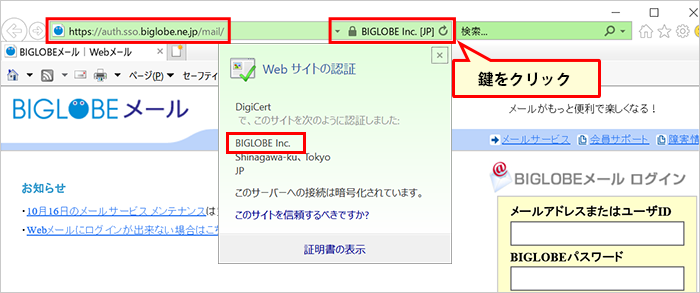 https://auth.sso.biglobe.ne.jp/mail/
BIGLOBE Inc. [JP]
検索...
BIGLOBEメール | Webメール
ページ(P)
セーフティ
Web サイトの認証
鍵をクリック
BIGLOBEメール
メールがもっと便利で楽しくなる！
DigiCert
で、このサイトを次のように認証しました:
BIGLOBE Inc.
Shinagawa-ku, Tokyo
JP
メールサービス
会員サポート
障害情
このサーバーへの接続は暗号化されています。
このサイトを信頼するべきですか?
証明書の表示
お知らせ
・10月16日のメールサービス メンテナンスは
・Webメールにログインが出来ない場合はこち
BIGLOBEメール ログイン
メールアドレスまたはユーザID
BIGLOBEパスワード